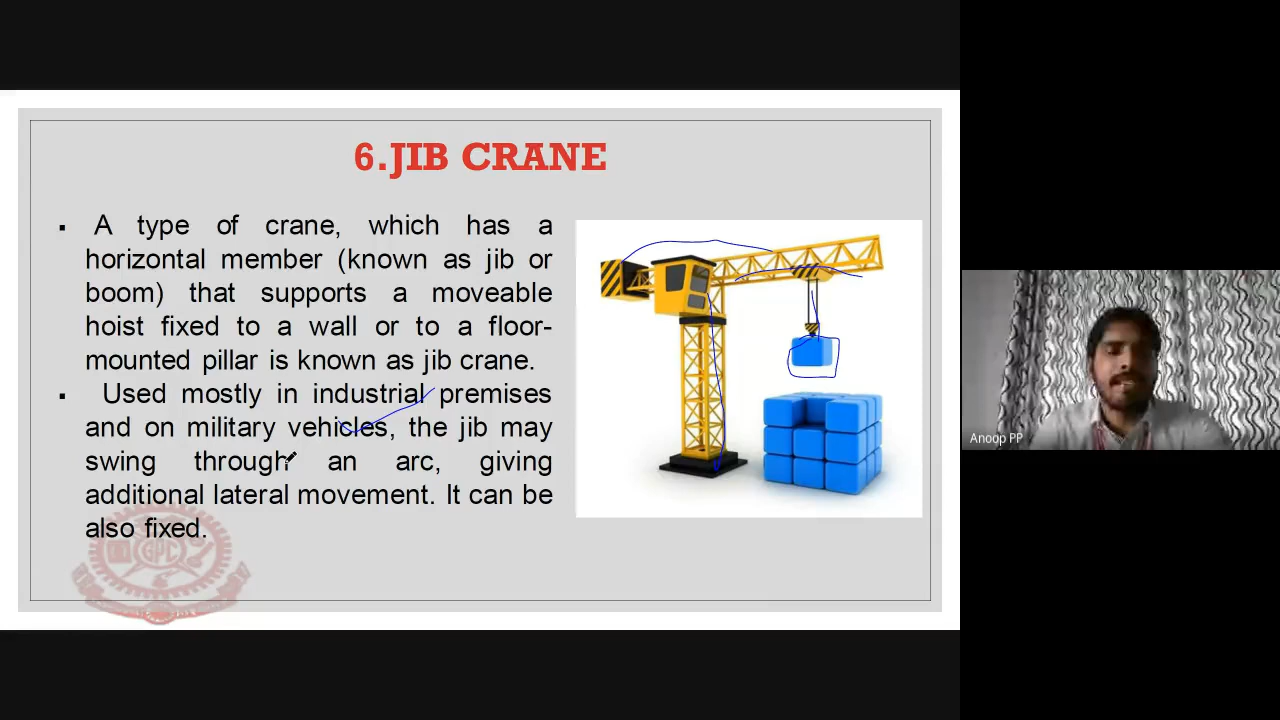 6.JIB CRANE
▪ A type of crane, which has a
horizontal member (known as jib or
boom) that supports a moveable
hoist fixed to a wall or to a floor-
mounted pillar is known as jib crane.
▪ Used mostly in industrial premises
and on military vehicles, the jib may
swing through an arc, giving
additional lateral movement. It can be
also fixed.
GPC
Anoop PP